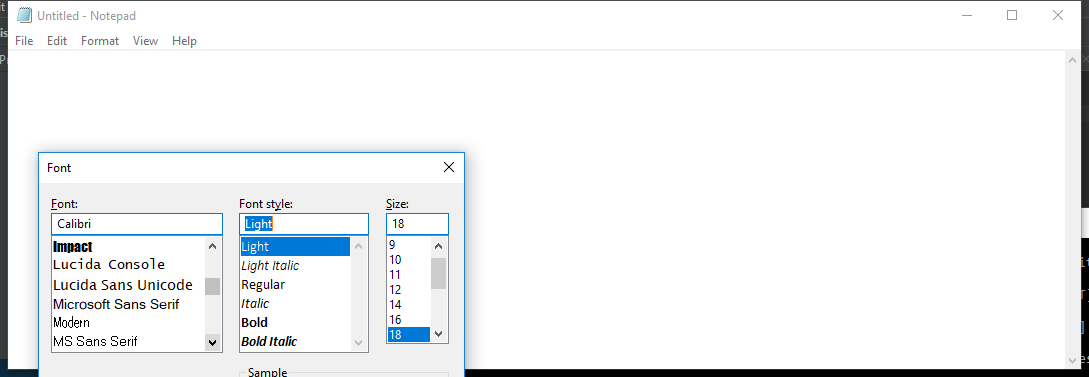 Untitled - Notepad
File Edit Format View Help
Font
Font: Font style: Size:
Calibri Light 18
Impact
Lucida Console
Lucida Sans Unicode
Microsoft Sans Serif
Modern
MS Sans Serif
Light
Light Italic
Regular
Italic
Bold
Bold Italic
9
10
11
12
14
16
18
Sample